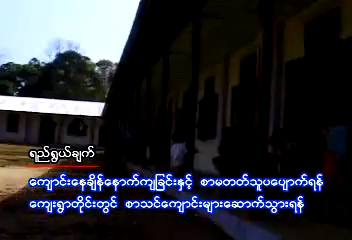 ရည်ရွယ်ချက်
ကျောင်းနေချိန်နောက်ကျခြင်းနှင့် စာမတတ်သူပပျောက်ရန်
ကျေးရွာတိုင်းတွင် စာသင်ကျောင်းများဆောက်သွားရန်